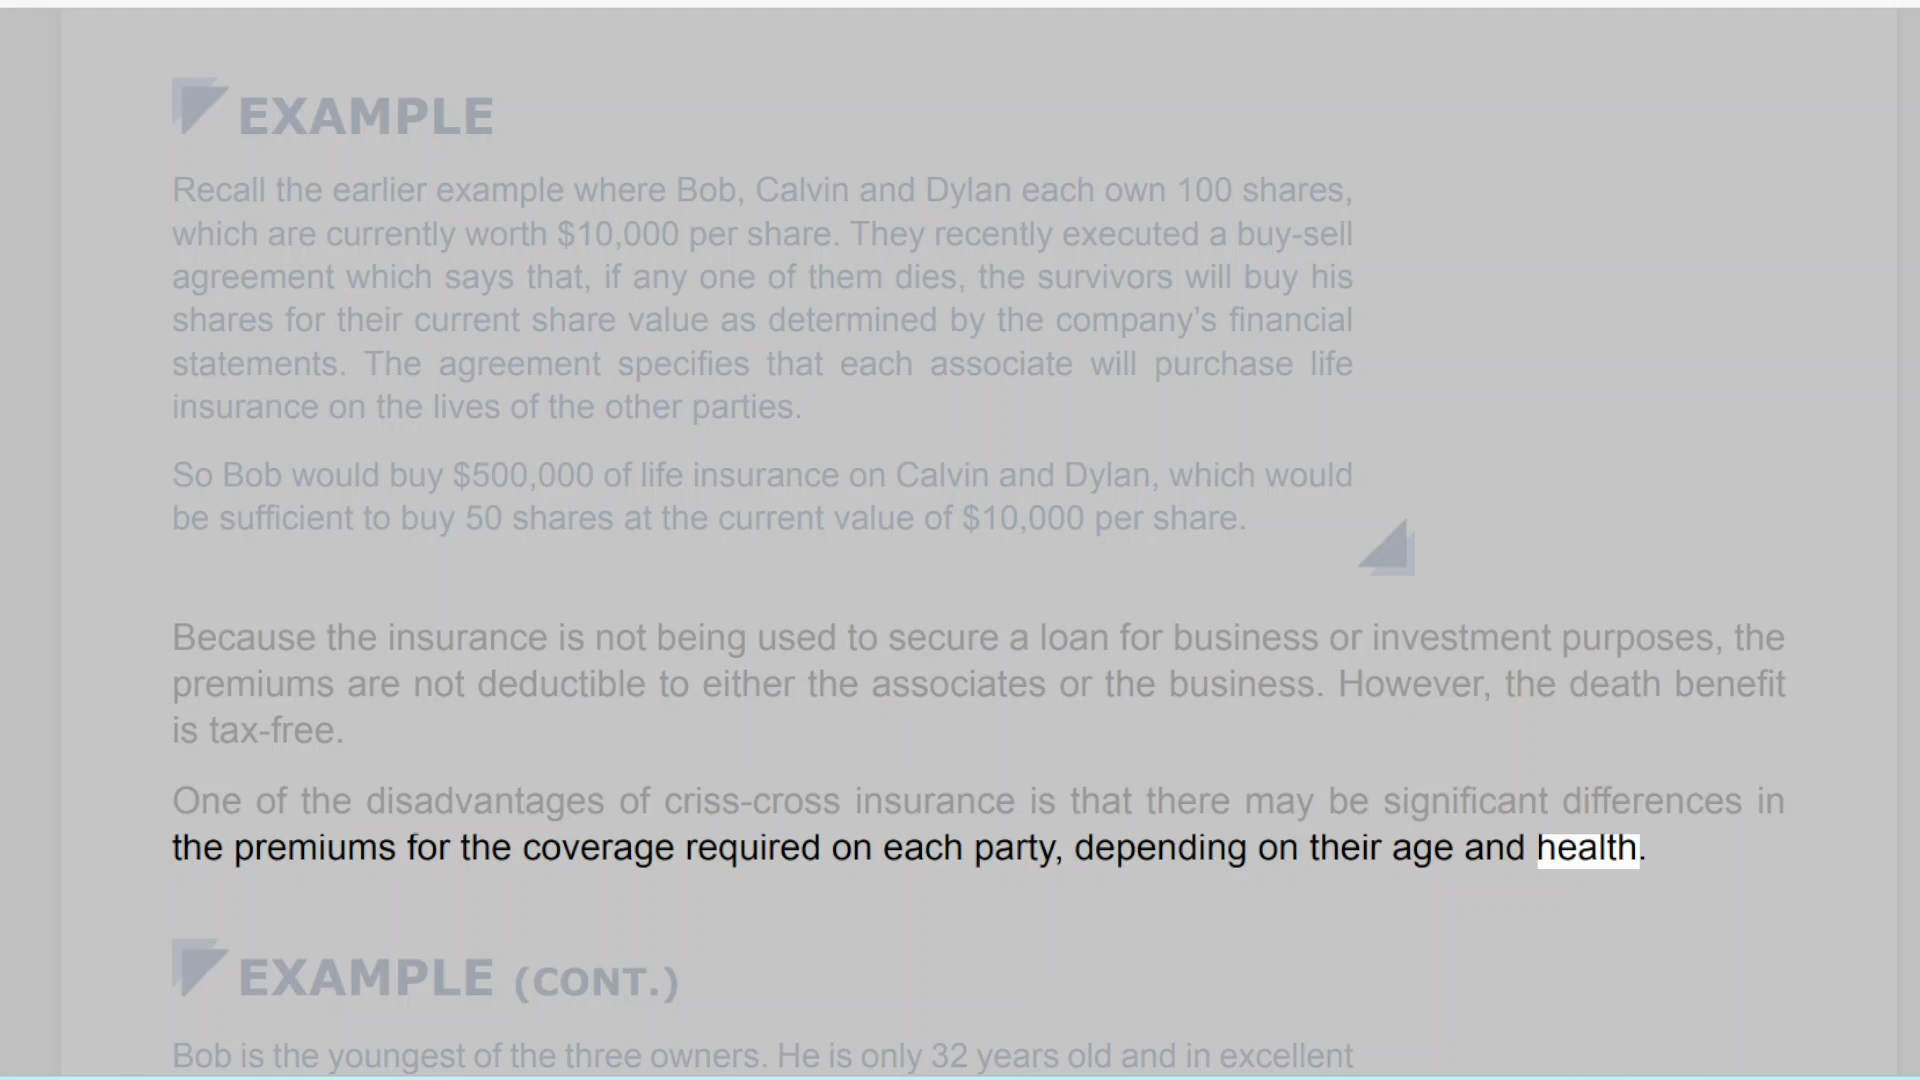 EXAMPLE
Recall the earlier example where Bob, Calvin and Dylan each own 100 shares,
which are currently worth $10,000 per share. They recently executed a buy-sell
agreement which says that, if any one of them dies, the survivors will buy his
shares for their current share value as determined by the company’s financial
statements. The agreement specifies that each associate will purchase life
insurance on the lives of the other parties.
So Bob would buy $500,000 of life insurance on Calvin and Dylan, which would
be sufficient to buy 50 shares at the current value of $10,000 per share.
Because the insurance is not being used to secure a loan for business or investment purposes, the
premiums are not deductible to either the associates or the business. However, the death benefit
is tax-free.
One of the disadvantages of criss-cross insurance is that there may be significant differences in
the premiums for the coverage required on each party, depending on their age and health.
EXAMPLE (CONT.)
Bob is the youngest of the three owners. He is only 32 years old and in excellent